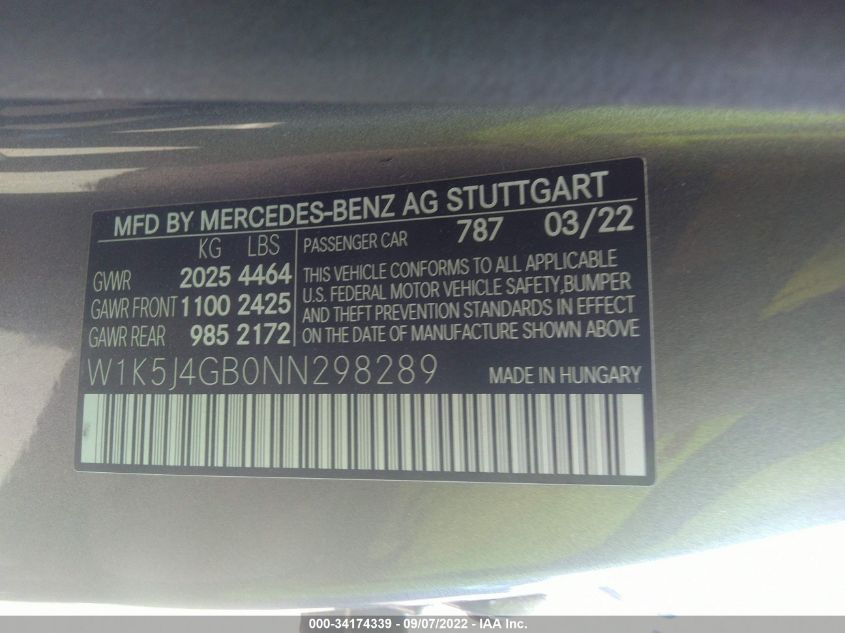 MFD BY MERCEDES-BENZ AG STUTTGART
KG LBS PASSENGER CAR 787 03/22
GVWR 2025 4464
GAWR FRONT 1100 2425
GAWR REAR 985 2172
THIS VEHICLE CONFORMS TO ALL APPLICABLE
U.S. FEDERAL MOTOR VEHICLE SAFETY,BUMPER
AND THEFT PREVENTION STANDARDS IN EFFECT
ON THE DATE OF MANUFACTURE SHOWN ABOVE
W1K5J4GB0NN298289 MADE IN HUNGARY
000-34174339 - 09/07/2022 - IAA Inc.